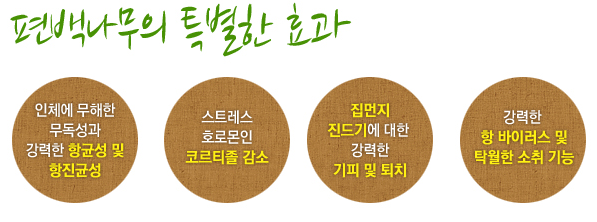 편백나무의 특별한 효과
인체에 무해한
무독성과
강력한 항균성 및
항진균성
스트레스
호로몬인
코르티졸 감소
집먼지
진드기에 대한
강력한
기피 및 퇴치
강력한
항 바이러스 및
탁월한 소취 기능